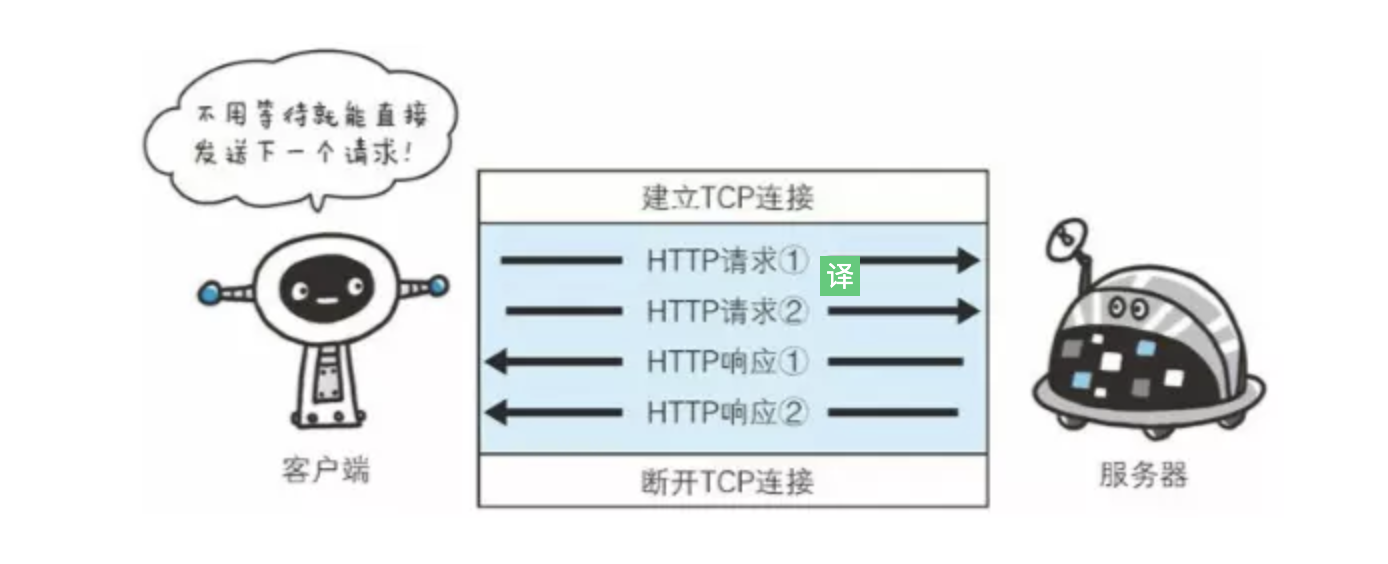 不用等待就能直接
发送下一个请求!
建立TCP连接
HTTP请求①
译
HTTP请求②
HTTP响应①
HTTP响应②
断开TCP连接
客户端
服务器